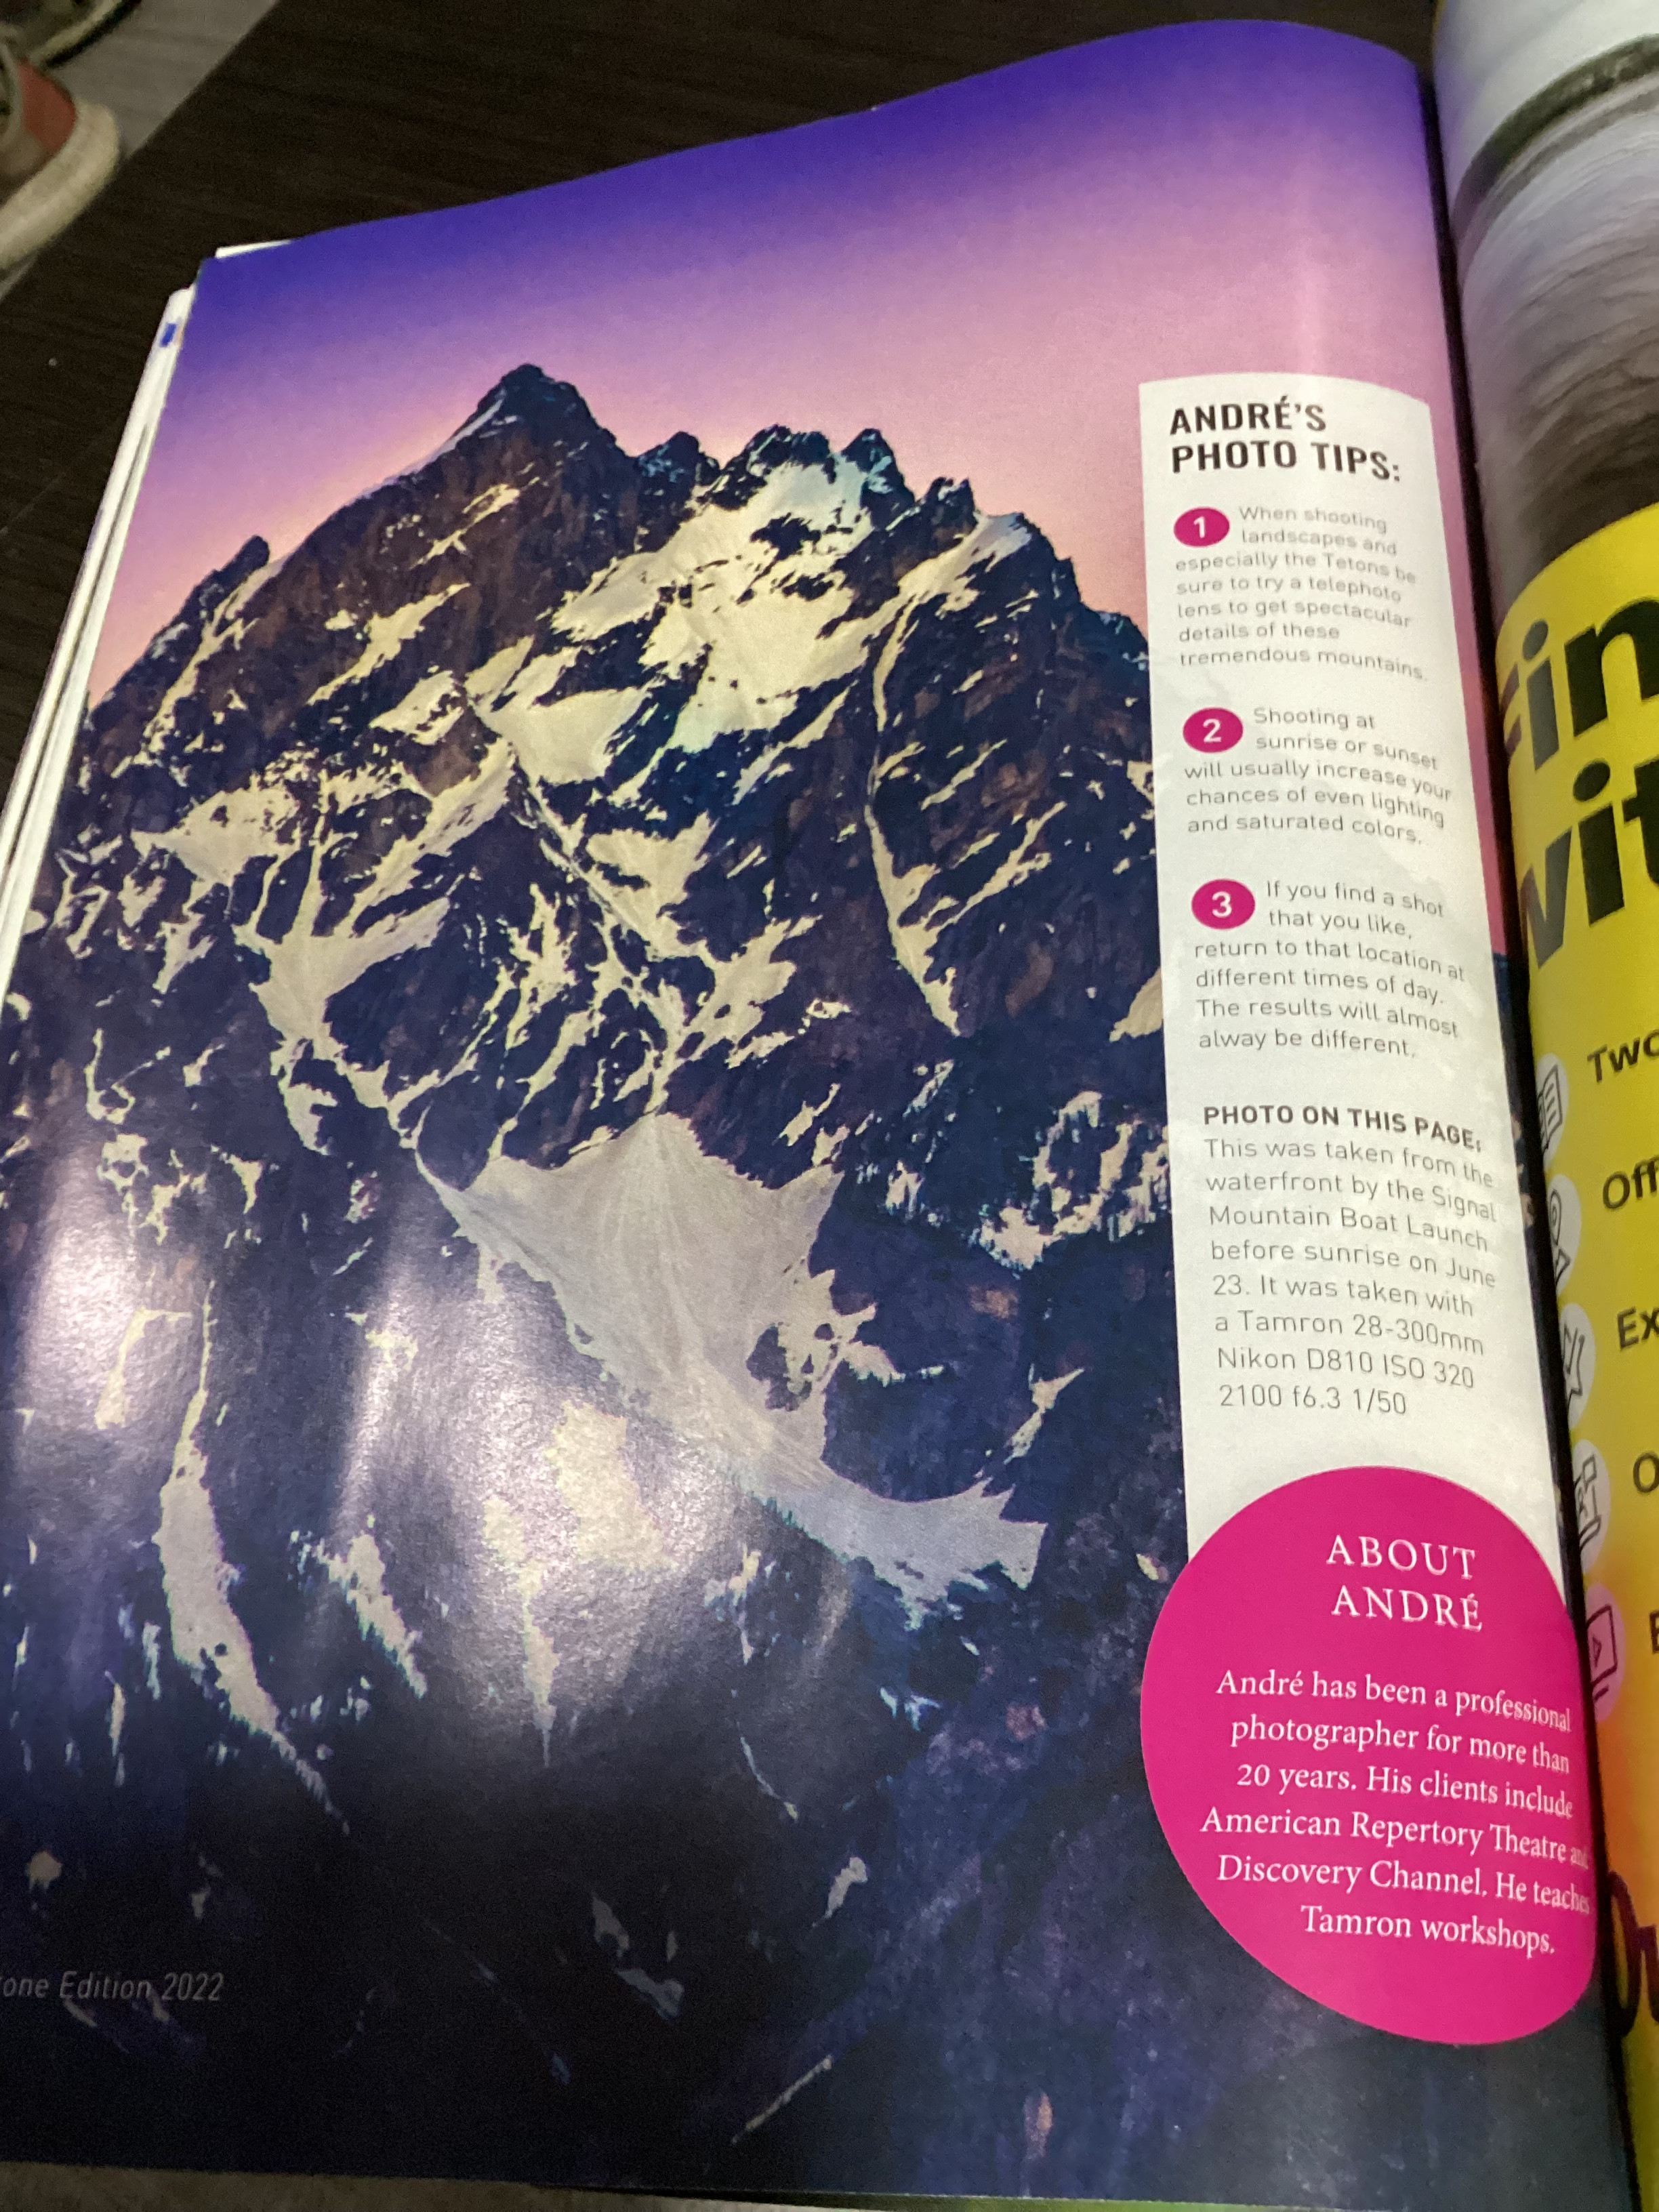 ANDRÉ'S
PHOTO TIPS:
1 When shooting
landscapes and
especially the Tetons be
sure to try a telephoto
lens to get spectacular
details of these
tremendous mountains.
2 Shooting at
sunrise or sunset
will usually increase your
chances of even lighting
and saturated colors.
3 If you find a shot
that you like,
return to that location at
different times of day.
The results will almost
alway be different.
PHOTO ON THIS PAGE:
This was taken from the
waterfront by the Signal
Mountain Boat Launch
before sunrise on June
23. It was taken with
a Tamron 28-300mm
Nikon D810 ISO 320
2100 f6.3 1/50
ABOUT
ANDRÉ
André has been a professional
photographer for more than
20 years. His clients include
American Repertory Theatre and
Discovery Channel. He teaches
Tamron workshops.
Edition 2022
Two